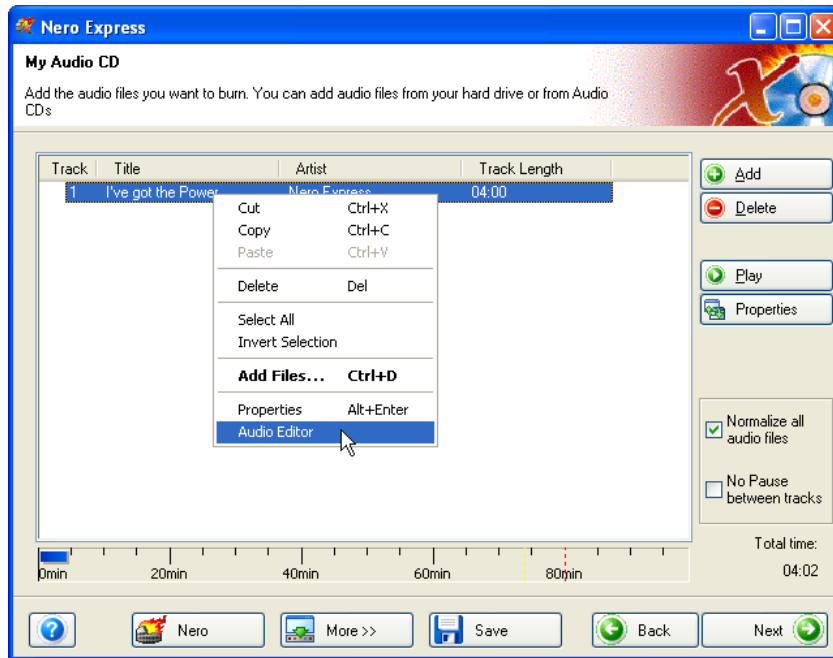 Nero Express
My Audio CD
Add the audio files you want to burn. You can add audio files from your hard drive or from Audio
CDs
Track Title Artist Track Length
1 I've got the Power Nero Express 04:00
Cut Ctrl+X
Copy Ctrl+C
Paste Ctrl+V
Delete Del
Select All
Invert Selection
Add Files... Ctrl+D
Properties Alt+Enter
Audio Editor
Add
Delete
Play
Properties
Normalize all
audio files
No Pause
between tracks
Total time:
04:02
0min 20min 40min 60min 80min
Nero More >> Save Back Next